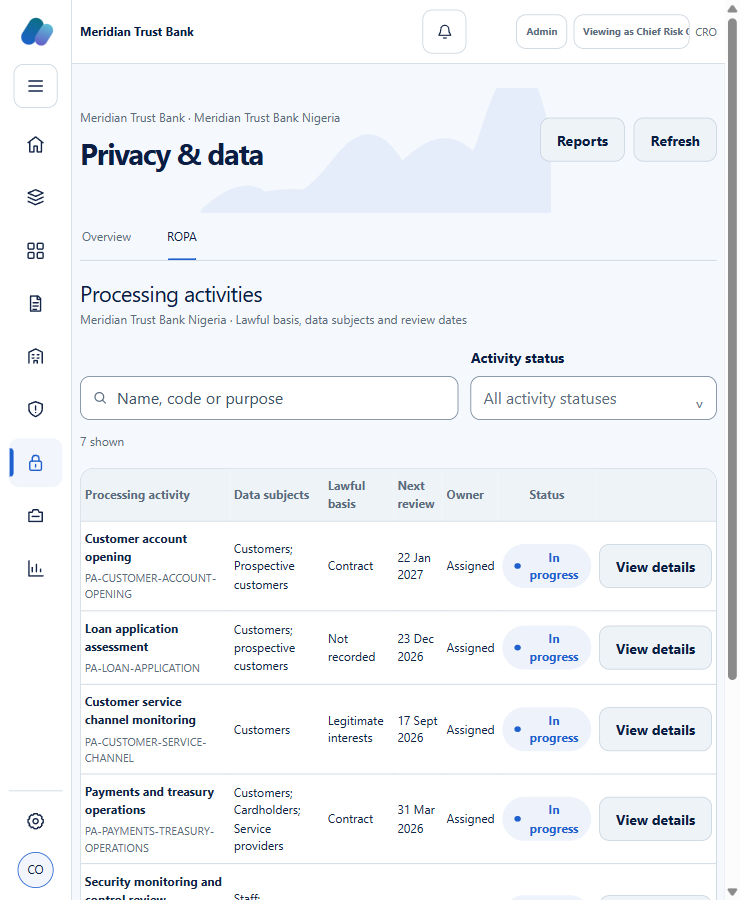 Meridian Trust Bank
Admin
Viewing as Chief Risk
CRO
Meridian Trust Bank · Meridian Trust Bank Nigeria
Privacy & data
Reports
Refresh
Overview
ROPA
Processing activities
Meridian Trust Bank Nigeria · Lawful basis, data subjects and review dates
Activity status
Name, code or purpose
All activity statuses
7 shown
Processing activity
Data subjects
Lawful
basis
Next
review
Owner
Status
Customer account
opening
PA-CUSTOMER-ACCOUNT-
OPENING
Customers;
Prospective
customers
Contract
22 Jan
2027
Assigned
In
progress
View details
Loan application
assessment
PA-LOAN-APPLICATION
Customers;
prospective
customers
Not
recorded
23 Dec
2026
Assigned
In
progress
View details
Customer service
channel monitoring
PA-CUSTOMER-SERVICE-
CHANNEL
Customers
Legitimate
interests
17 Sept
2026
Assigned
In
progress
View details
Payments and treasury
operations
PA-PAYMENTS-TREASURY-
OPERATIONS
Customers;
Cardholders;
Service
providers
Contract
31 Mar
2026
Assigned
In
progress
View details
Security monitoring and
control review
Staff;
CO